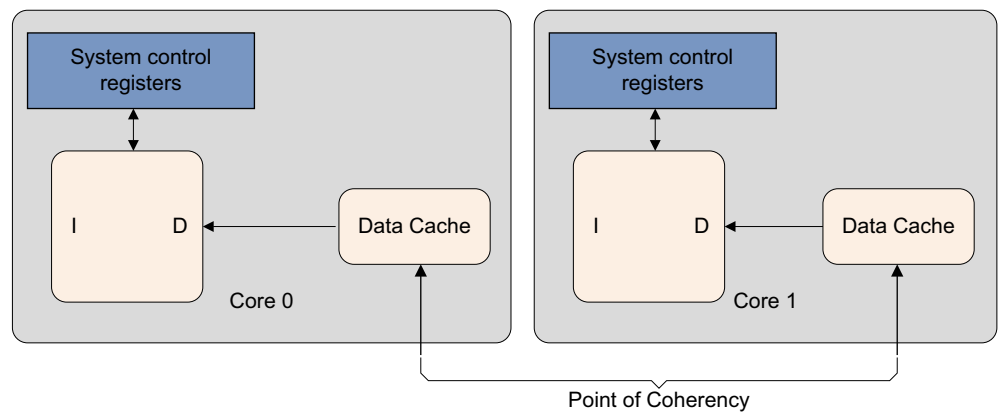 System control
registers
I
D
Data Cache
Core 0
System control
registers
I
D
Data Cache
Core 1
Point of Coherency